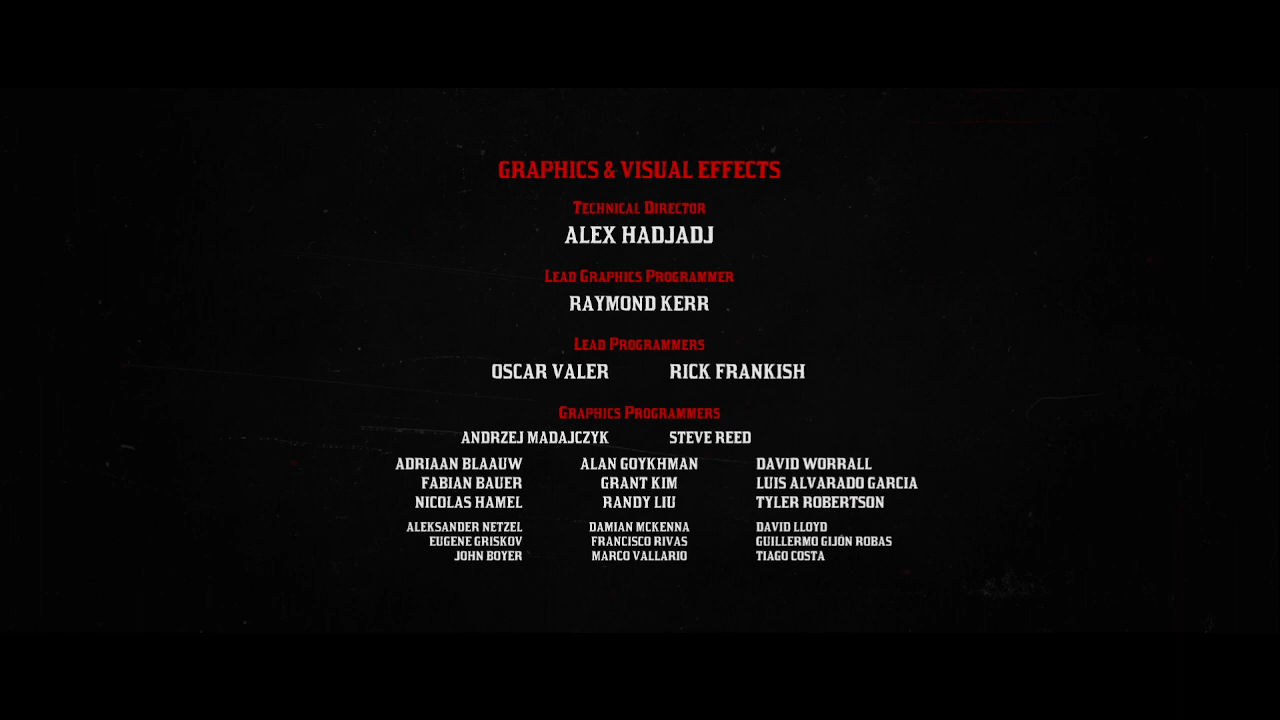 GRAPHICS & VISUAL EFFECTS
TECHNICAL DIRECTOR
ALEX HADJADJ
LEAD GRAPHICS PROGRAMMER
RAYMOND KERR
LEAD PROGRAMMERS
OSCAR VALER RICK FRANKISH
GRAPHICS PROGRAMMERS
ANDRZEJ MADAJCZYK STEVE REED
ADRIAAN BLAAUW ALAN GOYKHMAN DAVID WORRALL
FABIAN BAUER GRANT KIM LUIS ALVARADO GARCIA
NICOLAS HAMEL RANDY LIU TYLER ROBERTSON
ALEKSANDER NETZEL DAMIAN MCKENNA DAVID LLOYD
EUGENE GRISKOV FRANCISCO RIVAS GUILLERMO GIJÓN ROBAS
JOHN BOYER MARCO VALLARIO TIAGO COSTA